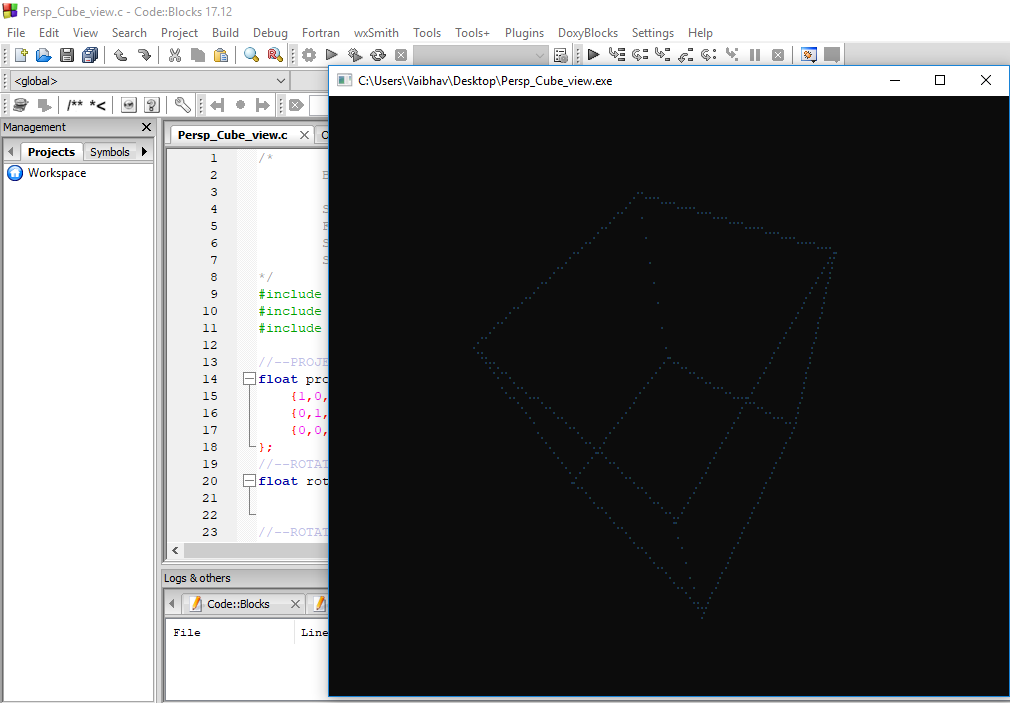 Persp_Cube_view.c - Code::Blocks 17.12
File Edit View Search Project Build Debug Fortran wxSmith Tools Tools+ Plugins DoxyBlocks Settings Help
<global>
C:\Users\Vaibhav\Desktop\Persp_Cube_view.exe
/** *<
Management
Projects Symbols
Workspace
Persp_Cube_view.c
1 /*
2
3
4
5
6
7
8 */
9 #include
10 #include
11 #include
12
13 //--PROJE
14 float pro
15 {1,0,
16 {0,1,
17 {0,0,
18 };
19 //--ROTAT
20 float rot
21
22
23 //--ROTAT
Logs & others
Code::Blocks
File Line